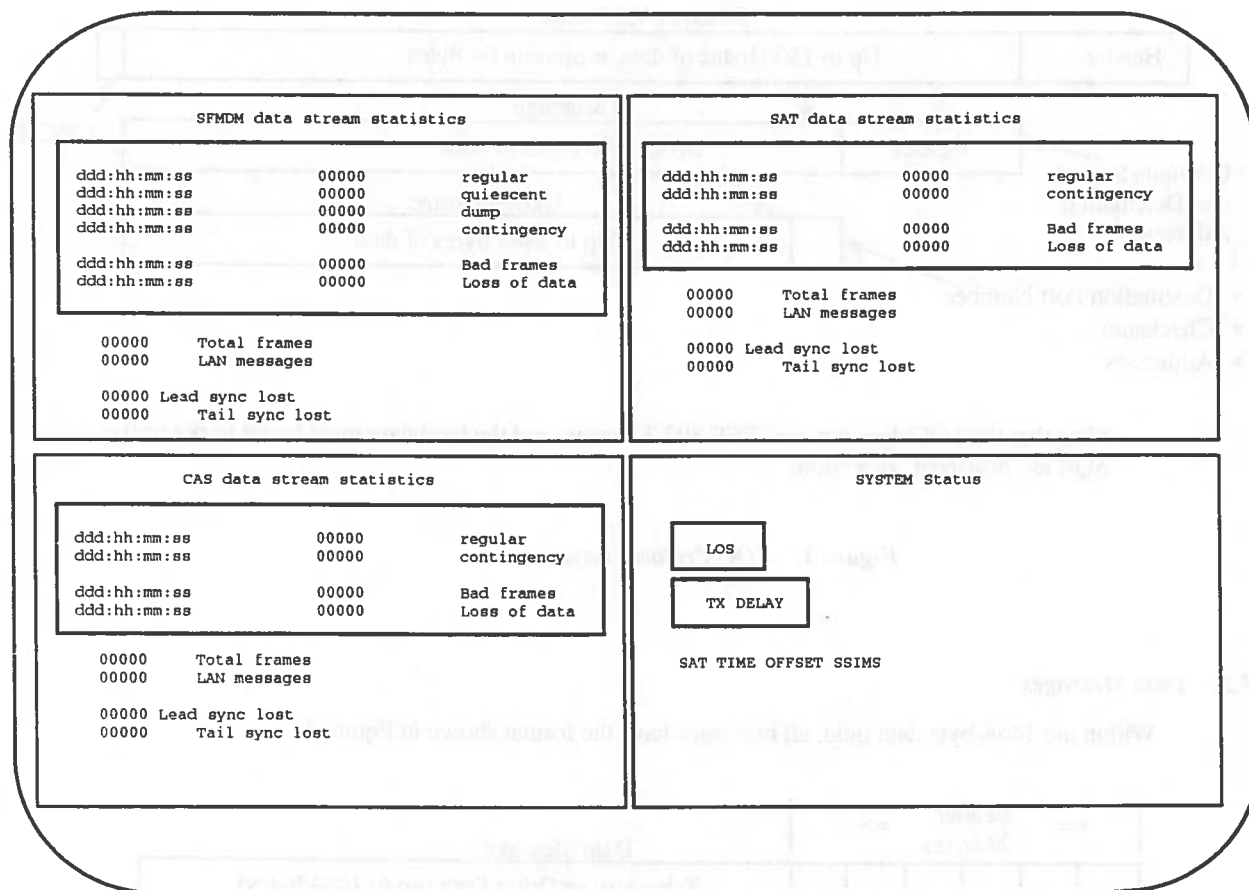 SFMDM data stream statistics
ddd:hh:mm:ss 00000 regular
ddd:hh:mm:ss 00000 quiescent
ddd:hh:mm:ss 00000 dump
ddd:hh:mm:ss 00000 contingency
ddd:hh:mm:ss 00000 Bad frames
ddd:hh:mm:ss 00000 Loss of data
00000 Total frames
00000 LAN messages
00000 Lead sync lost
00000 Tail sync lost
SAT data stream statistics
ddd:hh:mm:ss 00000 regular
ddd:hh:mm:ss 00000 contingency
ddd:hh:mm:ss 00000 Bad frames
ddd:hh:mm:ss 00000 Loss of data
00000 Total frames
00000 LAN messages
00000 Lead sync lost
00000 Tail sync lost
CAS data stream statistics
ddd:hh:mm:ss 00000 regular
ddd:hh:mm:ss 00000 contingency
ddd:hh:mm:ss 00000 Bad frames
ddd:hh:mm:ss 00000 Loss of data
00000 Total frames
00000 LAN messages
00000 Lead sync lost
00000 Tail sync lost
SYSTEM Status
LOS
TX DELAY
SAT TIME OFFSET SSIMS